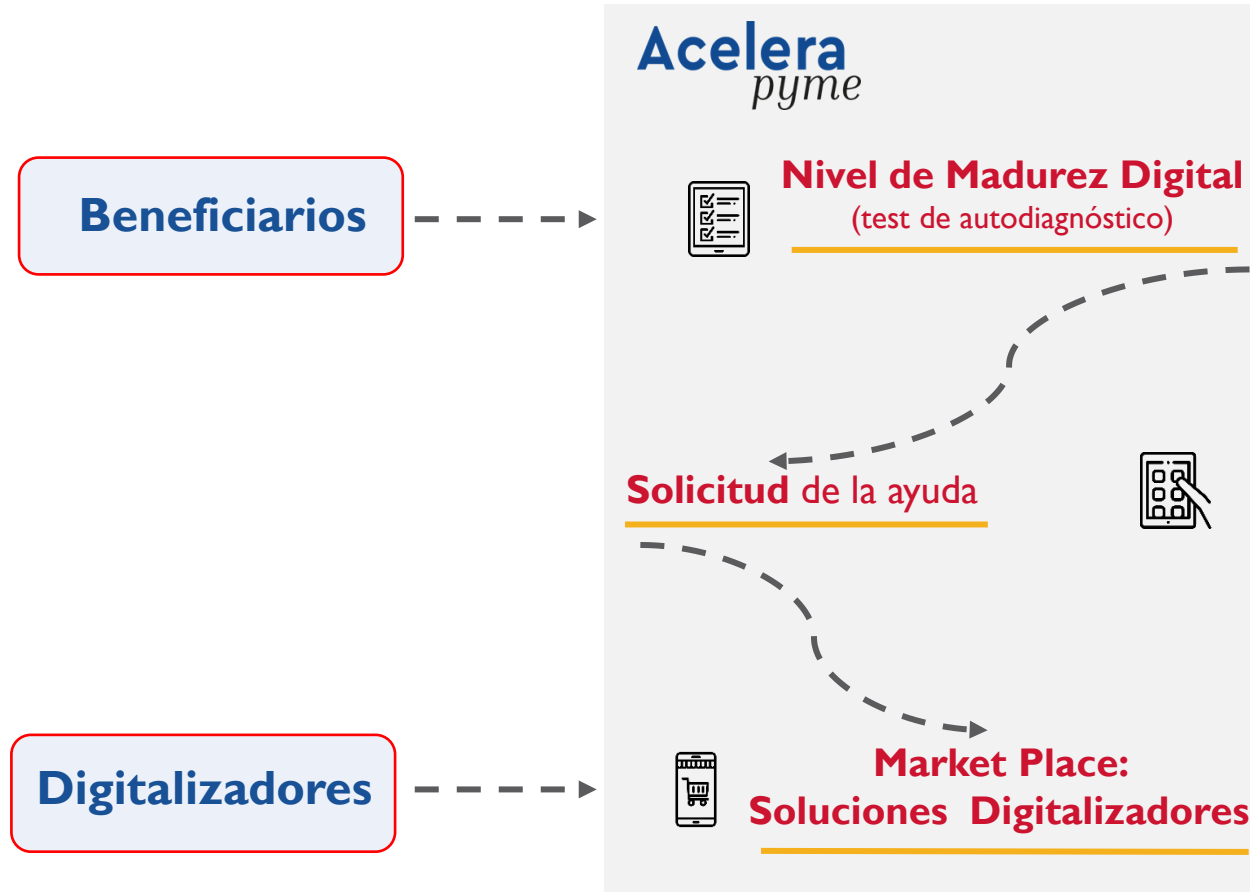 Acelera
pyme
Beneficiarios
Nivel de Madurez Digital
(test de autodiagnóstico)
Solicitud de la ayuda
Digitalizadores
Market Place:
Soluciones Digitalizadores